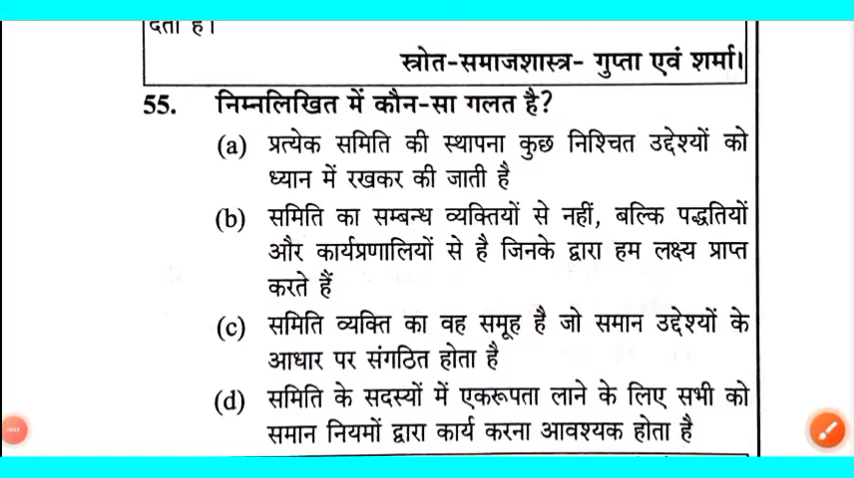 देता है।
स्त्रोत-समाजशास्त्र- गुप्ता एवं शर्मा।
55. निम्नलिखित में कौन-सा गलत है?
(a) प्रत्येक समिति की स्थापना कुछ निश्चित उद्देश्यों को
ध्यान में रखकर की जाती है
(b) समिति का सम्बन्ध व्यक्तियों से नहीं, बल्कि पद्धतियों
और कार्यप्रणालियों से है जिनके द्वारा हम लक्ष्य प्राप्त
करते हैं
(c) समिति व्यक्ति का वह समूह है जो समान उद्देश्यों के
आधार पर संगठित होता है
(d) समिति के सदस्यों में एकरूपता लाने के लिए सभी को
समान नियमों द्वारा कार्य करना आवश्यक होता है